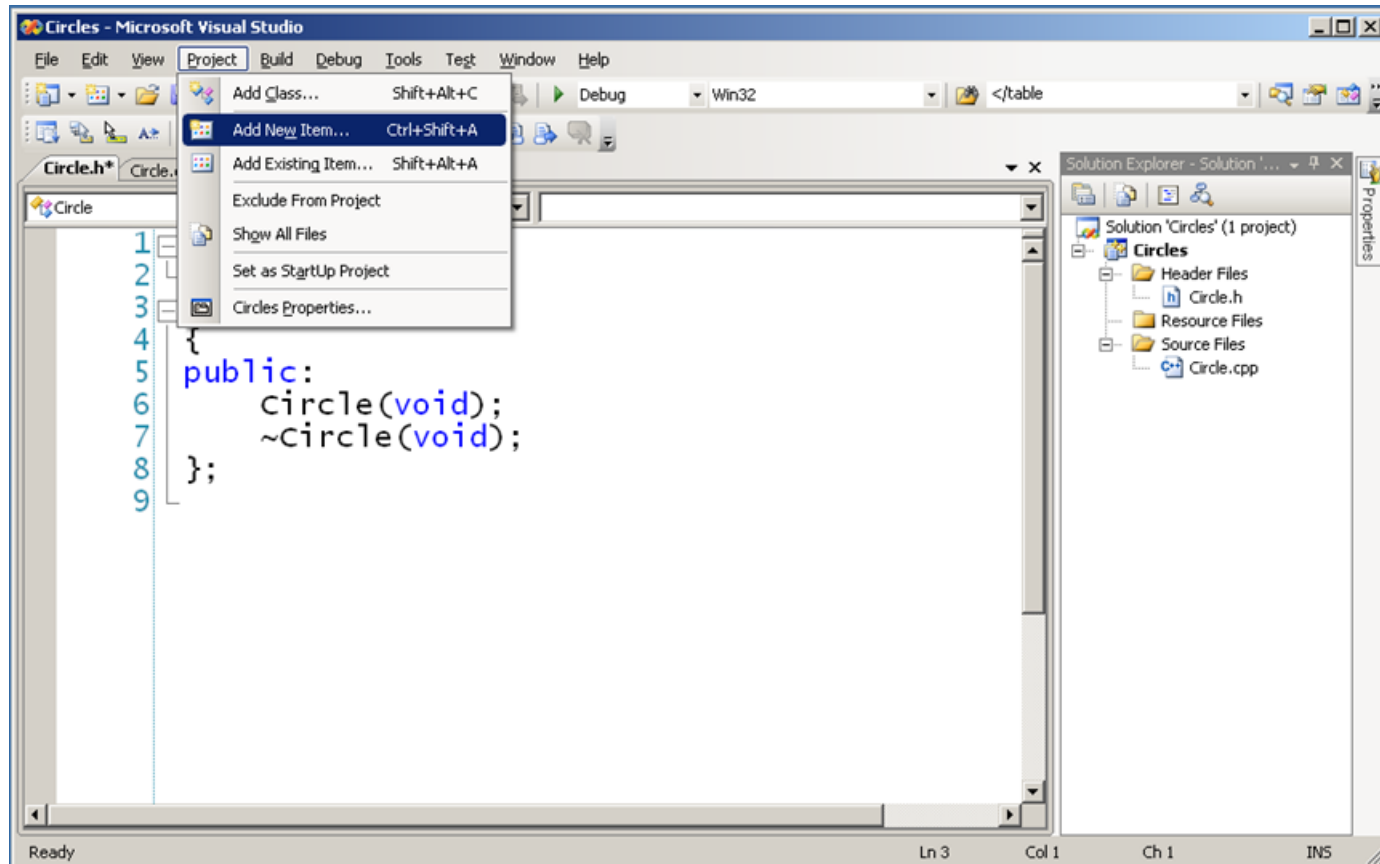 Circles - Microsoft Visual Studio
File Edit View Project Build Debug Tools Test Window Help
Debug Win32 </table
Add Class... Shift+Alt+C
Add New Item... Ctrl+Shift+A
Add Existing Item... Shift+Alt+A
Exclude From Project
Show All Files
Set as StartUp Project
Circles Properties...
Circle.h* Circle.
Circle
1
2
3
4 {
5 public:
6 Circle(void);
7 ~Circle(void);
8 };
9
Solution Explorer - Solution '...
Solution 'Circles' (1 project)
Circles
Header Files
Circle.h
Resource Files
Source Files
Circle.cpp
Properties
Ready Ln 3 Col 1 Ch 1 INS